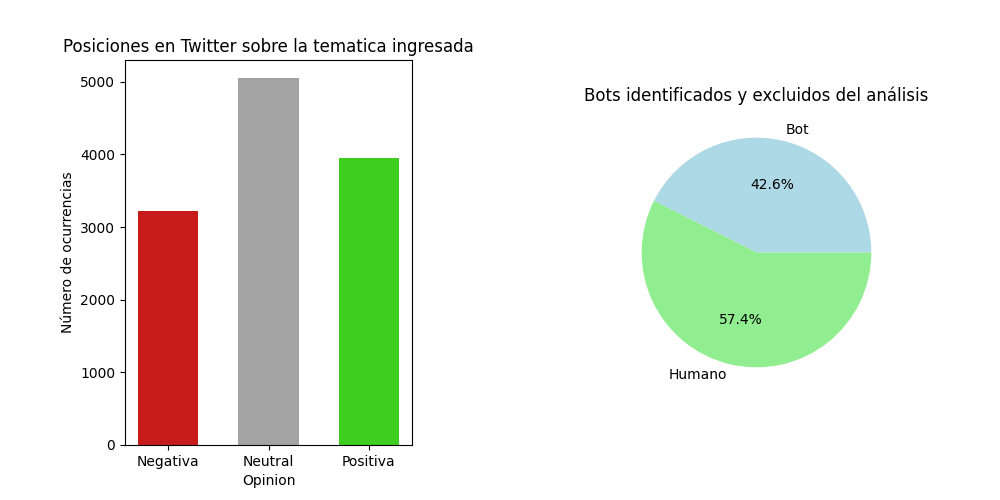 Posiciones en Twitter sobre la tematica ingresada
Número de ocurrencias
5000
4000
3000
2000
1000
0
Negativa
Neutral
Positiva
Opinion
Bots identificados y excluidos del análisis
Bot
42.6%
57.4%
Humano